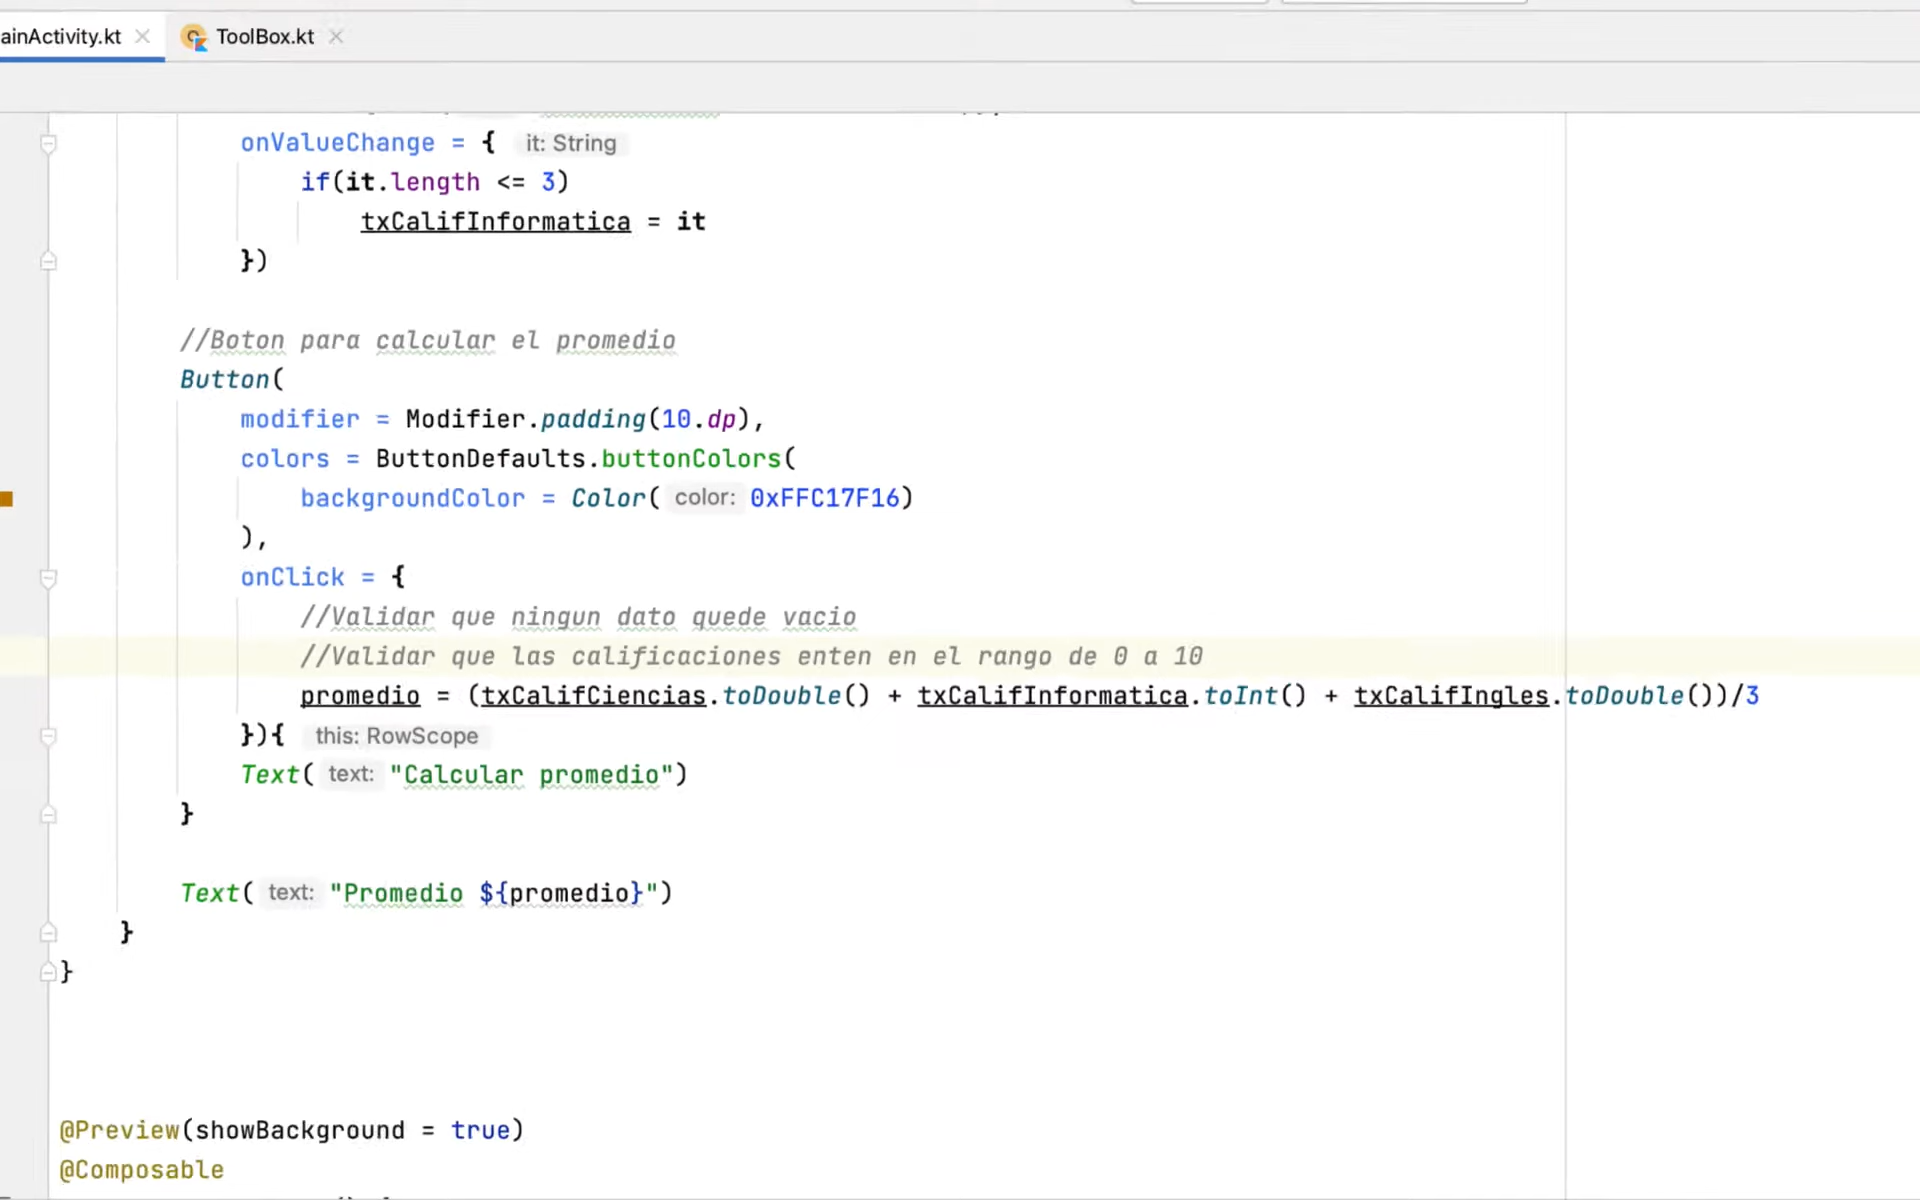 ainActivity.kt ToolBox.kt
onValueChange = { it: String
if(it.length <= 3)
txCalifInformatica = it
})
//Boton para calcular el promedio
Button(
modifier = Modifier.padding(10.dp),
colors = ButtonDefaults.buttonColors(
backgroundColor = Color( color: 0xFFC17F16)
),
onClick = {
//Validar que ningun dato quede vacio
//Validar que las calificaciones enten en el rango de 0 a 10
promedio = (txCalifCiencias.toDouble() + txCalifInformatica.toInt() + txCalifIngles.toDouble())/3
}){ this: RowScope
Text( text: "Calcular promedio")
}
Text( text: "Promedio ${promedio}")
}
}
@Preview(showBackground = true)
@Composable